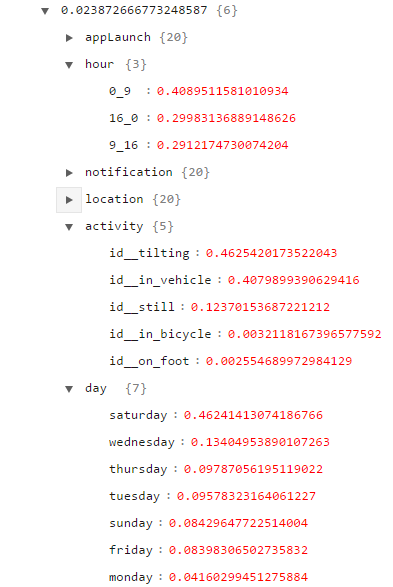 0.023872666773248587 {6}
appLaunch {20}
hour {3}
0_9 : 0.4089511581010934
16_0 : 0.29983136889148626
9_16 : 0.2912174730074204
notification {20}
location {20}
activity {5}
id__tilting : 0.4625420173522043
id__in_vehicle : 0.4079899390629416
id__still : 0.12370153687221212
id__in_bicycle : 0.0032118167396577592
id__on_foot : 0.002554689972984129
day {7}
saturday : 0.46241413074186766
wednesday : 0.13404953890107263
thursday : 0.09787056195119022
tuesday : 0.09578323164061227
sunday : 0.08429647722514004
friday : 0.08398306502735832
monday : 0.04160299451275884